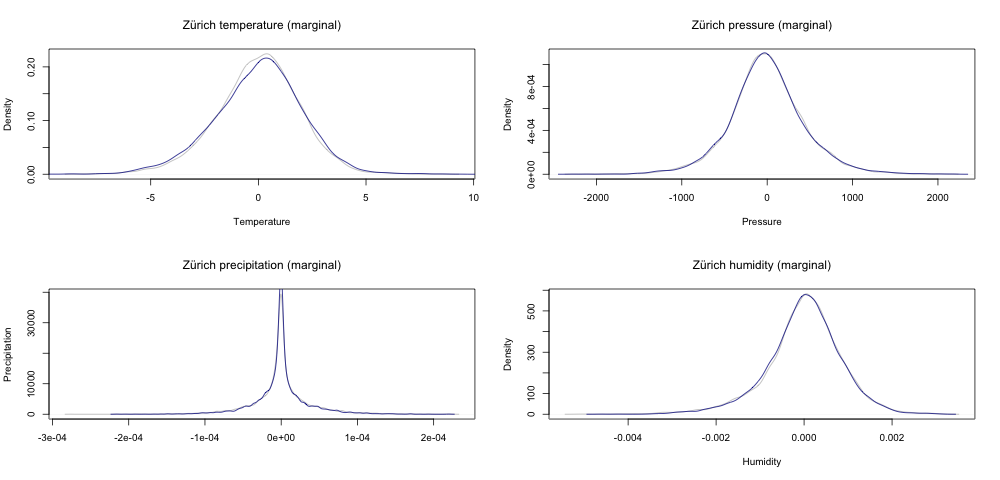 Zürich temperature (marginal)
Density
0.00 0.10 0.20
-5 0 5 10
Temperature
Zürich pressure (marginal)
Density
0e+00 4e-04 8e-04
-2000 -1000 0 1000 2000
Pressure
Zürich precipitation (marginal)
Precipitation
0 10000 30000
-3e-04 -2e-04 -1e-04 0e+00 1e-04 2e-04
Zürich humidity (marginal)
Density
0 100 300 500
-0.004 -0.002 0.000 0.002
Humidity